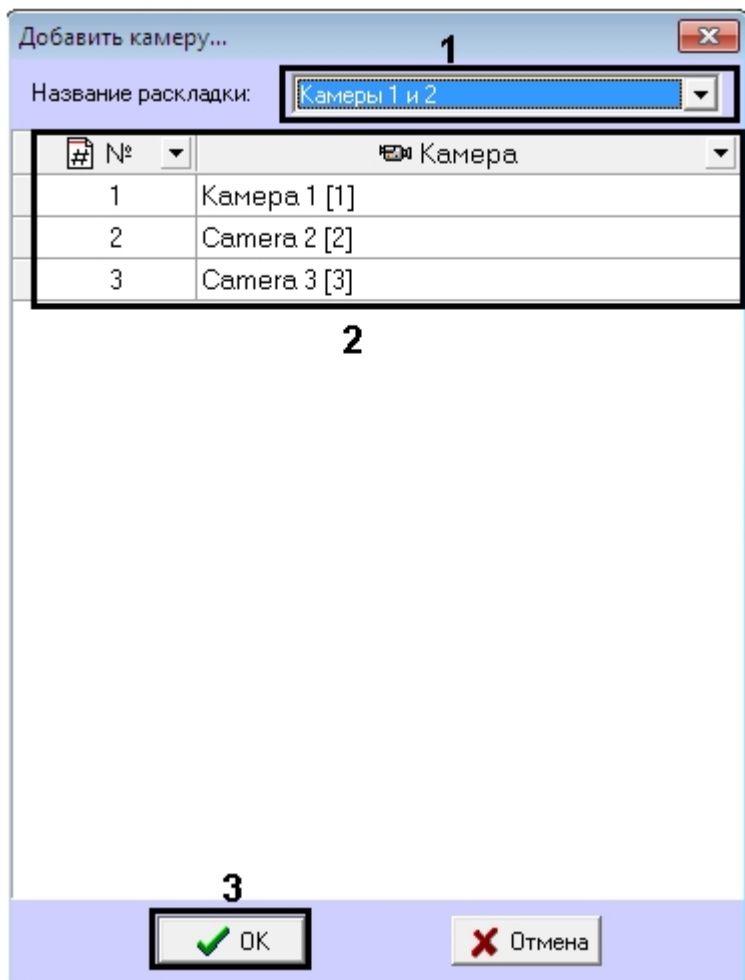 Добавить камеру...
1
Название раскладки: Камеры 1 и 2
№ Камера
1 Камера 1 [1]
2 Camera 2 [2]
3 Camera 3 [3]
2
3
ОК Отмена